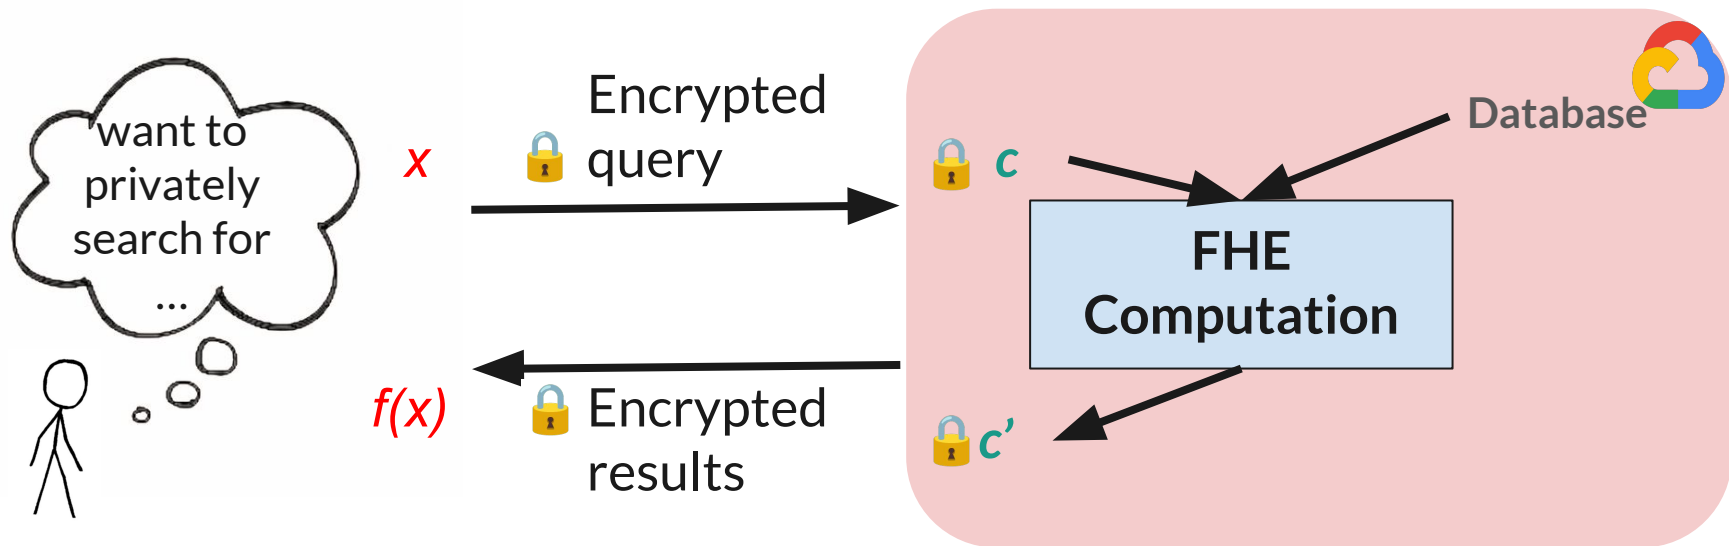 want to
privately
search for
...
x
f(x)
Encrypted
query
Encrypted
results
c
Database
FHE
Computation
c’